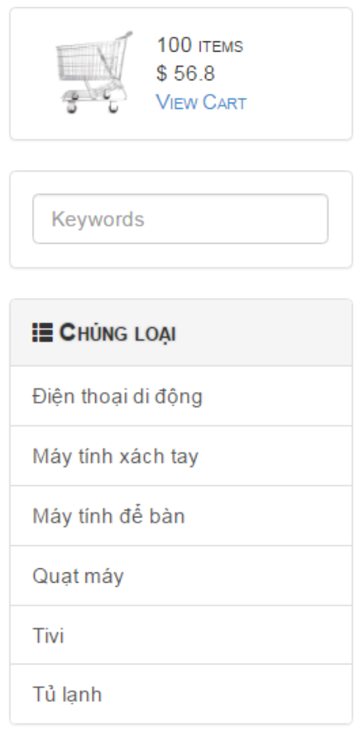 100 ITEMS
$ 56.8
VIEW CART
Keywords
CHỦNG LOẠI
Điện thoại di động
Máy tính xách tay
Máy tính để bàn
Quạt máy
Tivi
Tủ lạnh